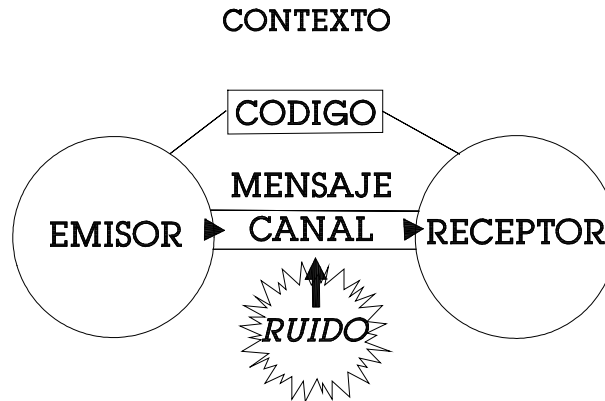 CONTEXTO
CODIGO
MENSAJE
EMISOR
CANAL
RECEPTOR
RUIDO